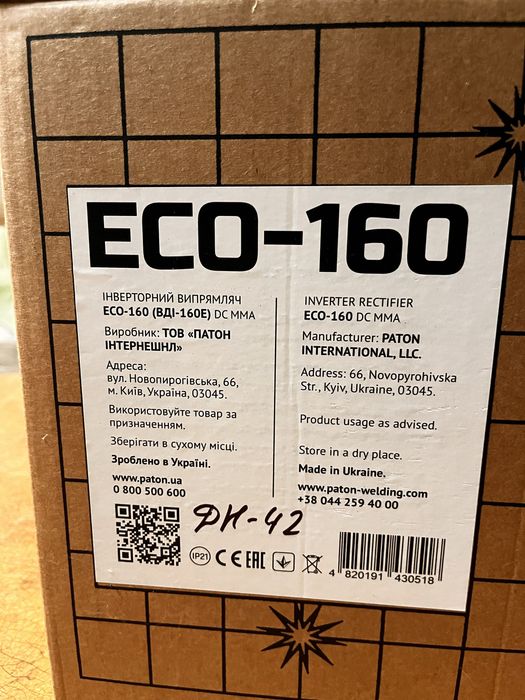 ECO-160
ІНВЕРТОРНИЙ ВИПРЯМЛЯЧ
ECO-160 (ВДІ-160Е) DC MMA
Виробник: ТОВ «ПАТОН
ІНТЕРНЕШНЛ»
Адреса:
вул. Новопирогівська, 66,
м. Київ, Україна, 03045.
Використовуйте товар за
призначенням.
Зберігати в сухому місці.
Зроблено в Україні.
www.paton.ua
0 800 500 600
INVERTER RECTIFIER
ECO-160 DC MMA
Manufacturer: PATON
INTERNATIONAL, LLC.
Address: 66, Novopyrohivska
Str., Kyiv, Ukraine, 03045.
Product usage as advised.
Store in a dry place.
Made in Ukraine.
www.paton-welding.com
+38 044 259 40 00
ДН-42
IP21 CE EAC
4 820191 430518